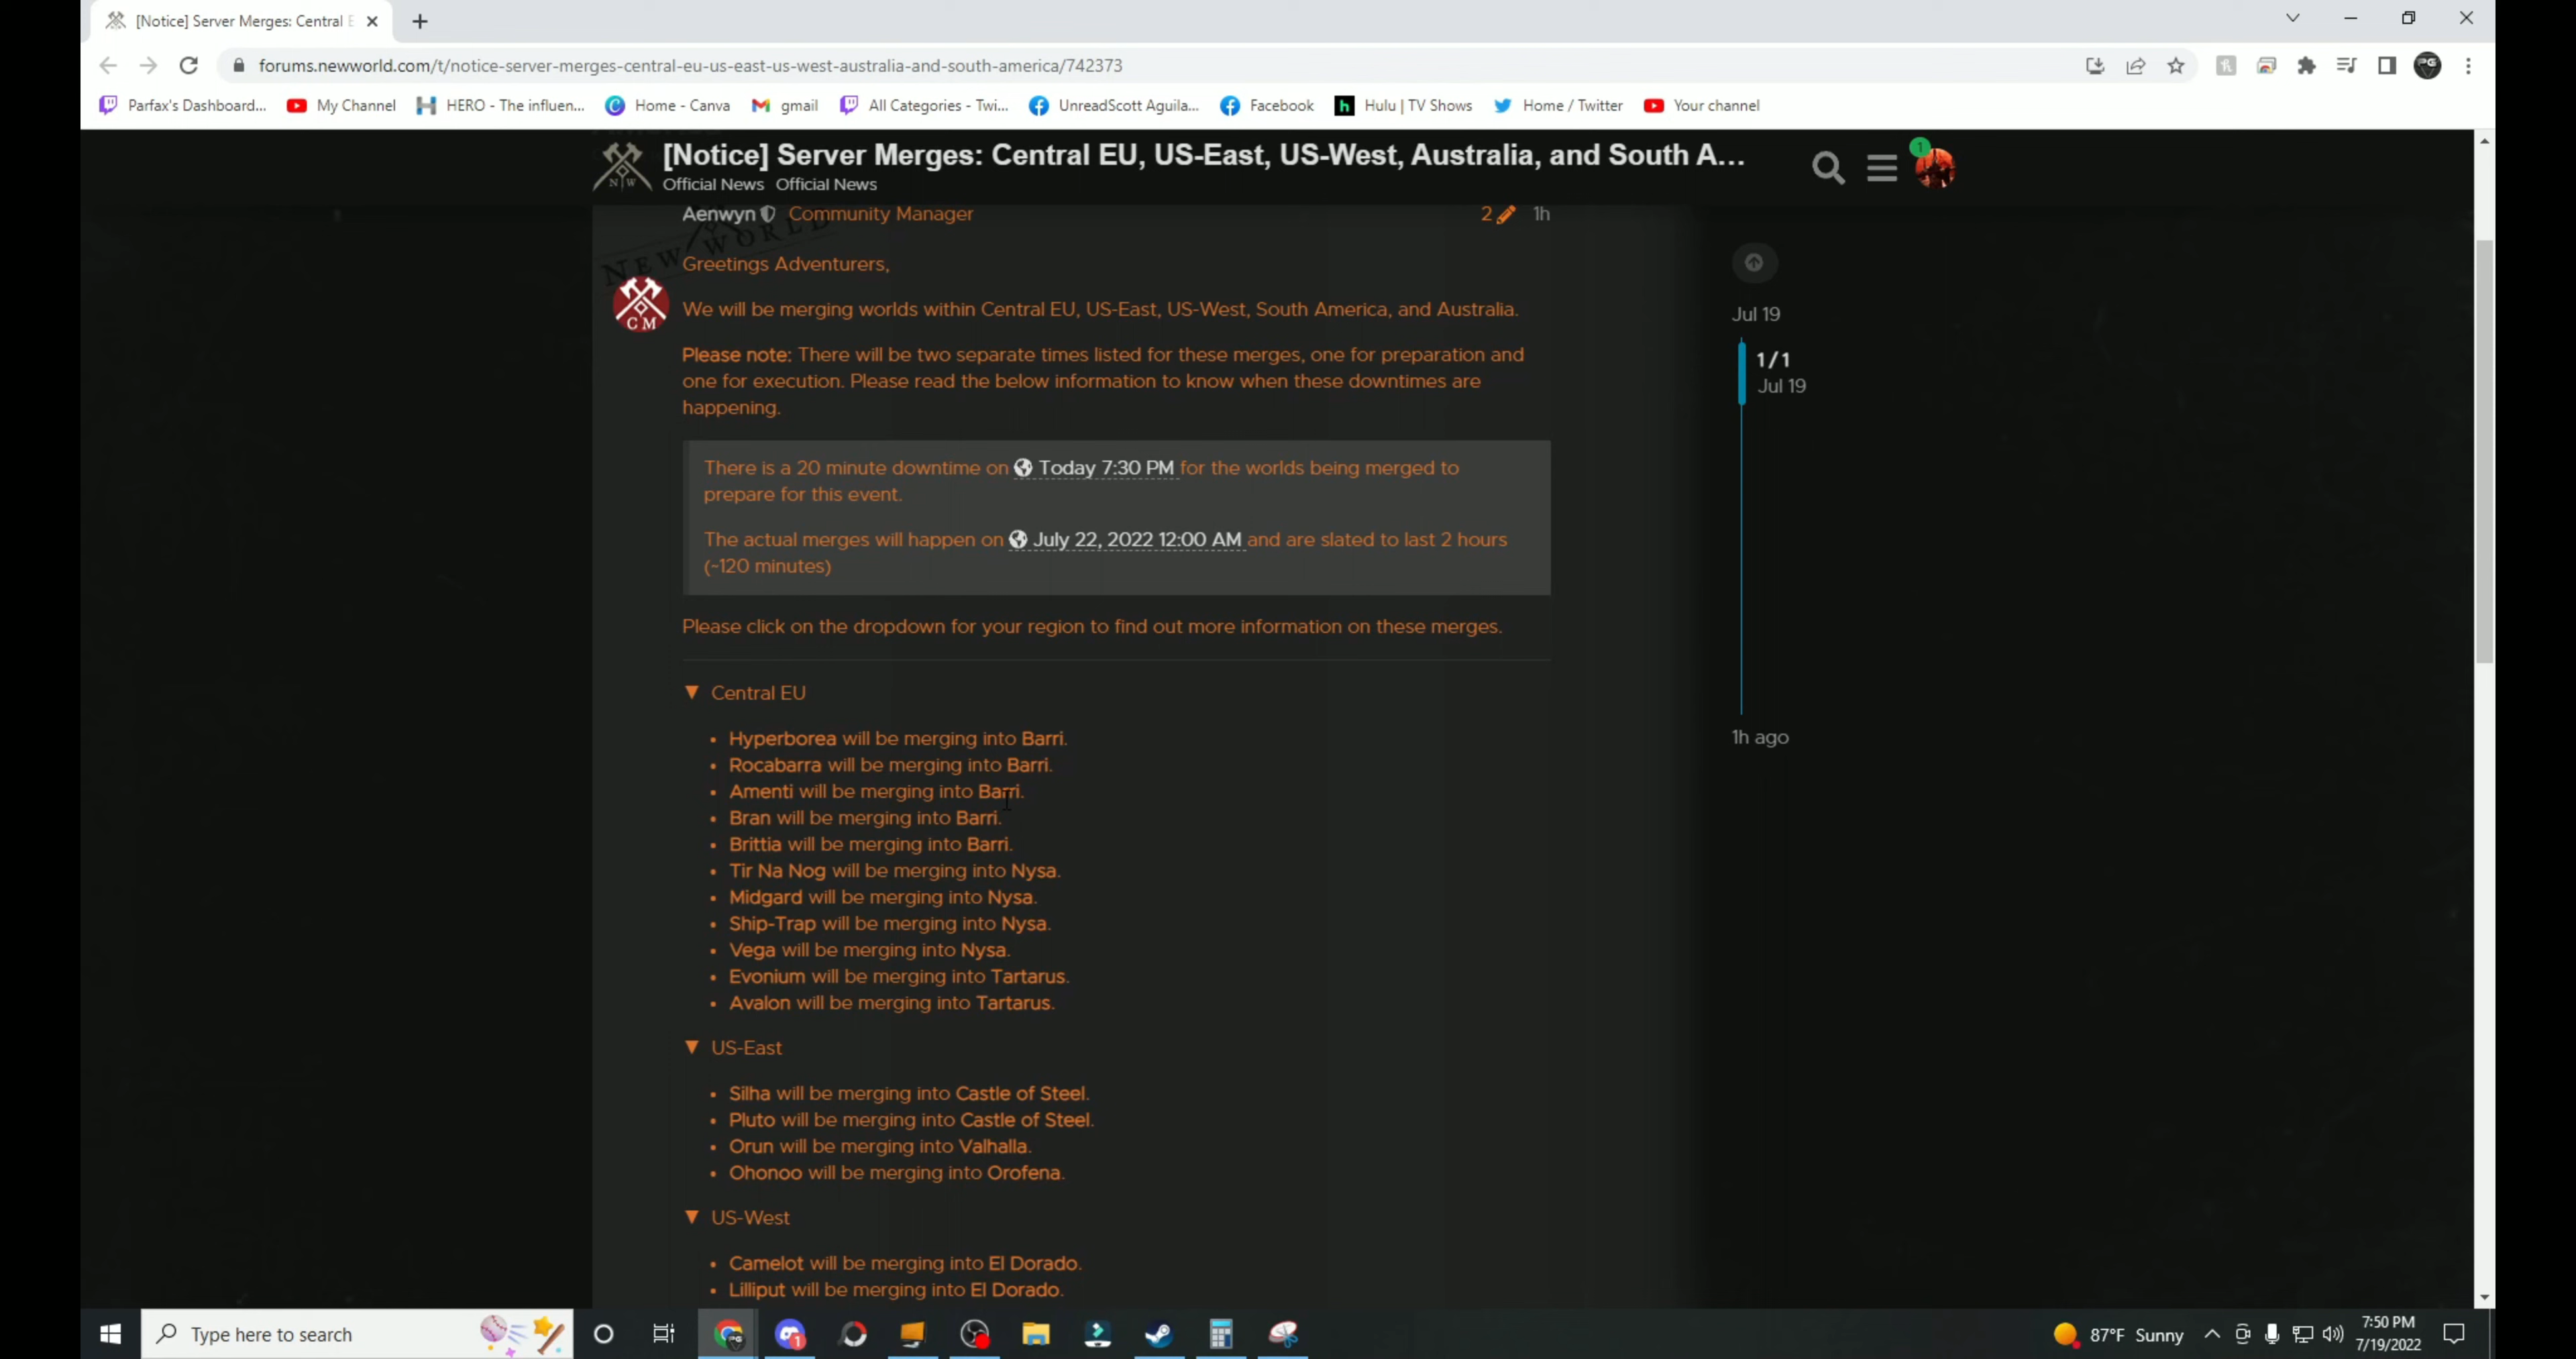 [Notice] Server Merges: Central E
forums.newworld.com/t/notice-server-merges-central-eu-us-east-us-west-australia-and-south-america/742373
Parfax's Dashboard... My Channel HERO - The influen... Home - Canva gmail All Categories - Twi... UnreadScott Aguila... Facebook Hulu | TV Shows Home / Twitter Your channel
[Notice] Server Merges: Central EU, US-East, US-West, Australia, and South A...
Official News Official News
1
NW
Aenwyn Community Manager 2 1h
NEW WORLD
CM
Greetings Adventurers,
We will be merging worlds within Central EU, US-East, US-West, South America, and Australia.
Please note: There will be two separate times listed for these merges, one for preparation and
one for execution. Please read the below information to know when these downtimes are
happening.
There is a 20 minute downtime on Today 7:30 PM for the worlds being merged to
prepare for this event.
The actual merges will happen on July 22, 2022 12:00 AM and are slated to last 2 hours
(~120 minutes)
Please click on the dropdown for your region to find out more information on these merges.
▼ Central EU
• Hyperborea will be merging into Barri.
• Rocabarra will be merging into Barri.
• Amenti will be merging into Barri.
• Bran will be merging into Barri.
• Brittia will be merging into Barri.
• Tir Na Nog will be merging into Nysa.
• Midgard will be merging into Nysa.
• Ship-Trap will be merging into Nysa.
• Vega will be merging into Nysa.
• Evonium will be merging into Tartarus.
• Avalon will be merging into Tartarus.
▼ US-East
• Silha will be merging into Castle of Steel.
• Pluto will be merging into Castle of Steel.
• Orun will be merging into Valhalla.
• Ohonoo will be merging into Orofena.
▼ US-West
• Camelot will be merging into El Dorado.
• Lilliput will be merging into El Dorado.
Jul 19
1/1
Jul 19
1h ago
Type here to search
1
87°F Sunny
7:50 PM
7/19/2022